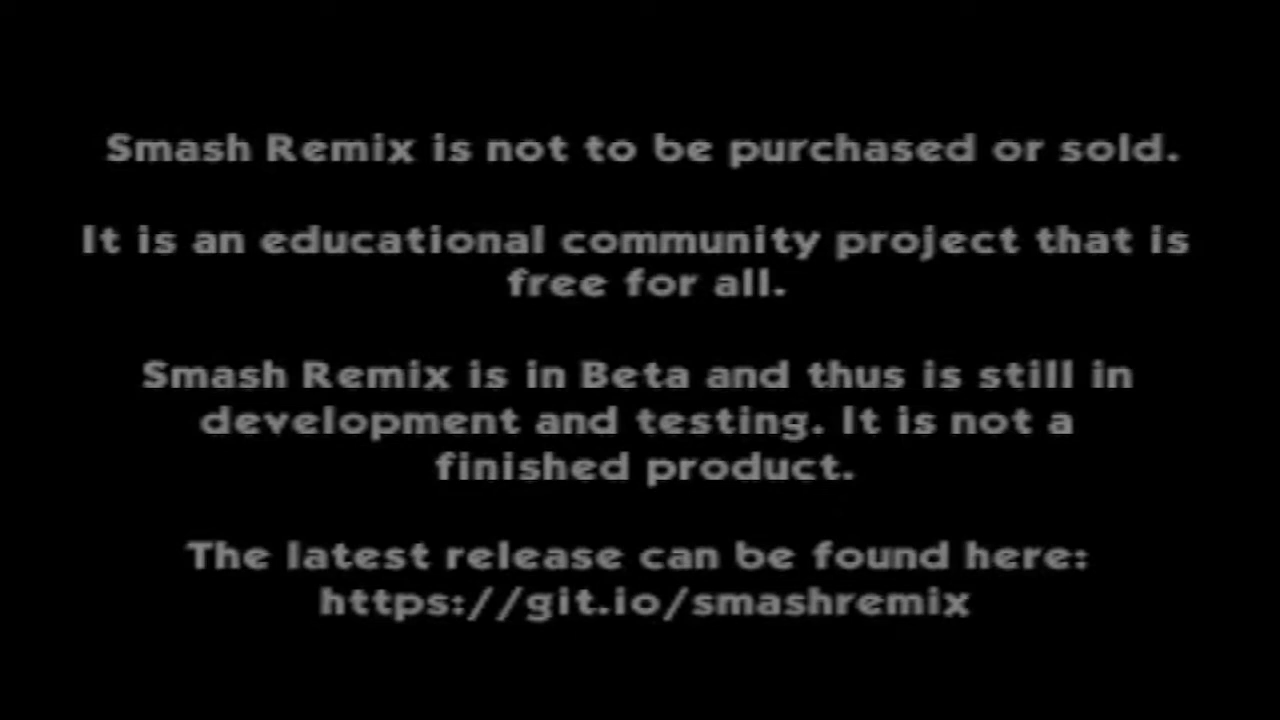 Smash Remix is not to be purchased or sold.
It is an educational community project that is
free for all.
Smash Remix is in Beta and thus is still in
development and testing. It is not a
finished product.
The latest release can be found here:
https://git.io/smashremix